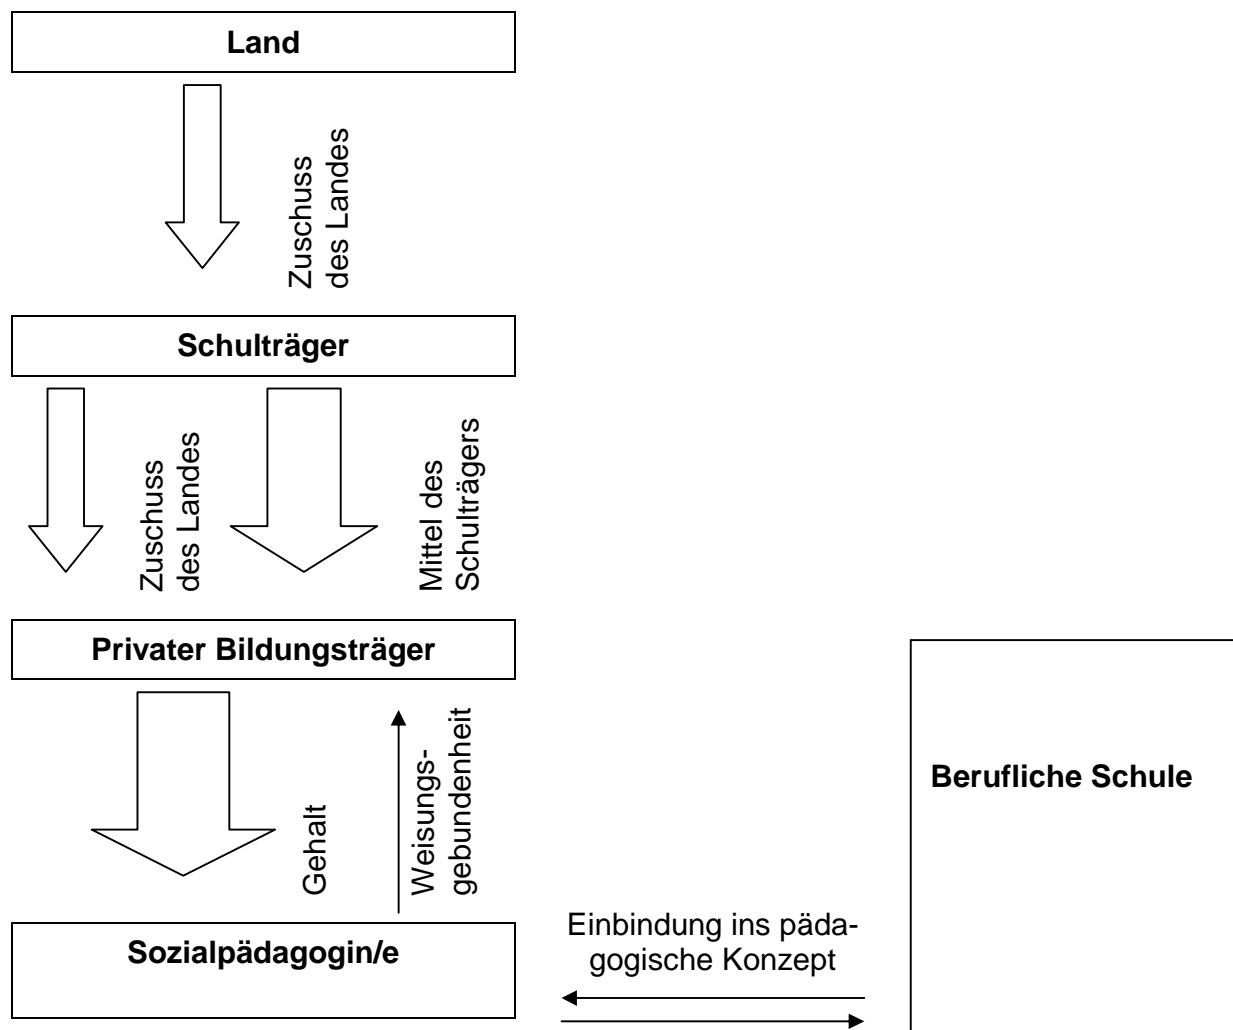 Land
Zuschuss
des Landes
Schulträger
Zuschuss
des Landes
Mittel des
Schulträgers
Privater Bildungsträger
Gehalt
Weisungs-
gebundenheit
Berufliche Schule
Sozialpädagogin/e
Einbindung ins päda-
gogische Konzept